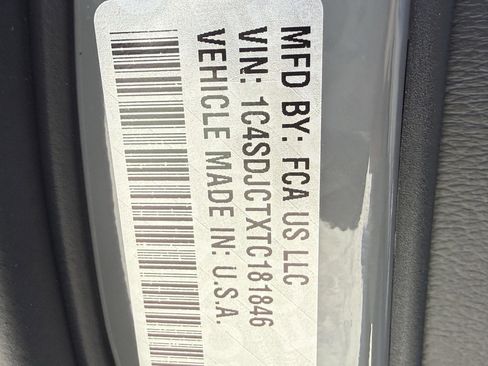 MFD BY: FCA US LLC
VIN: 1C4SDJCTXTC181846
VEHICLE MADE IN: U.S.A.